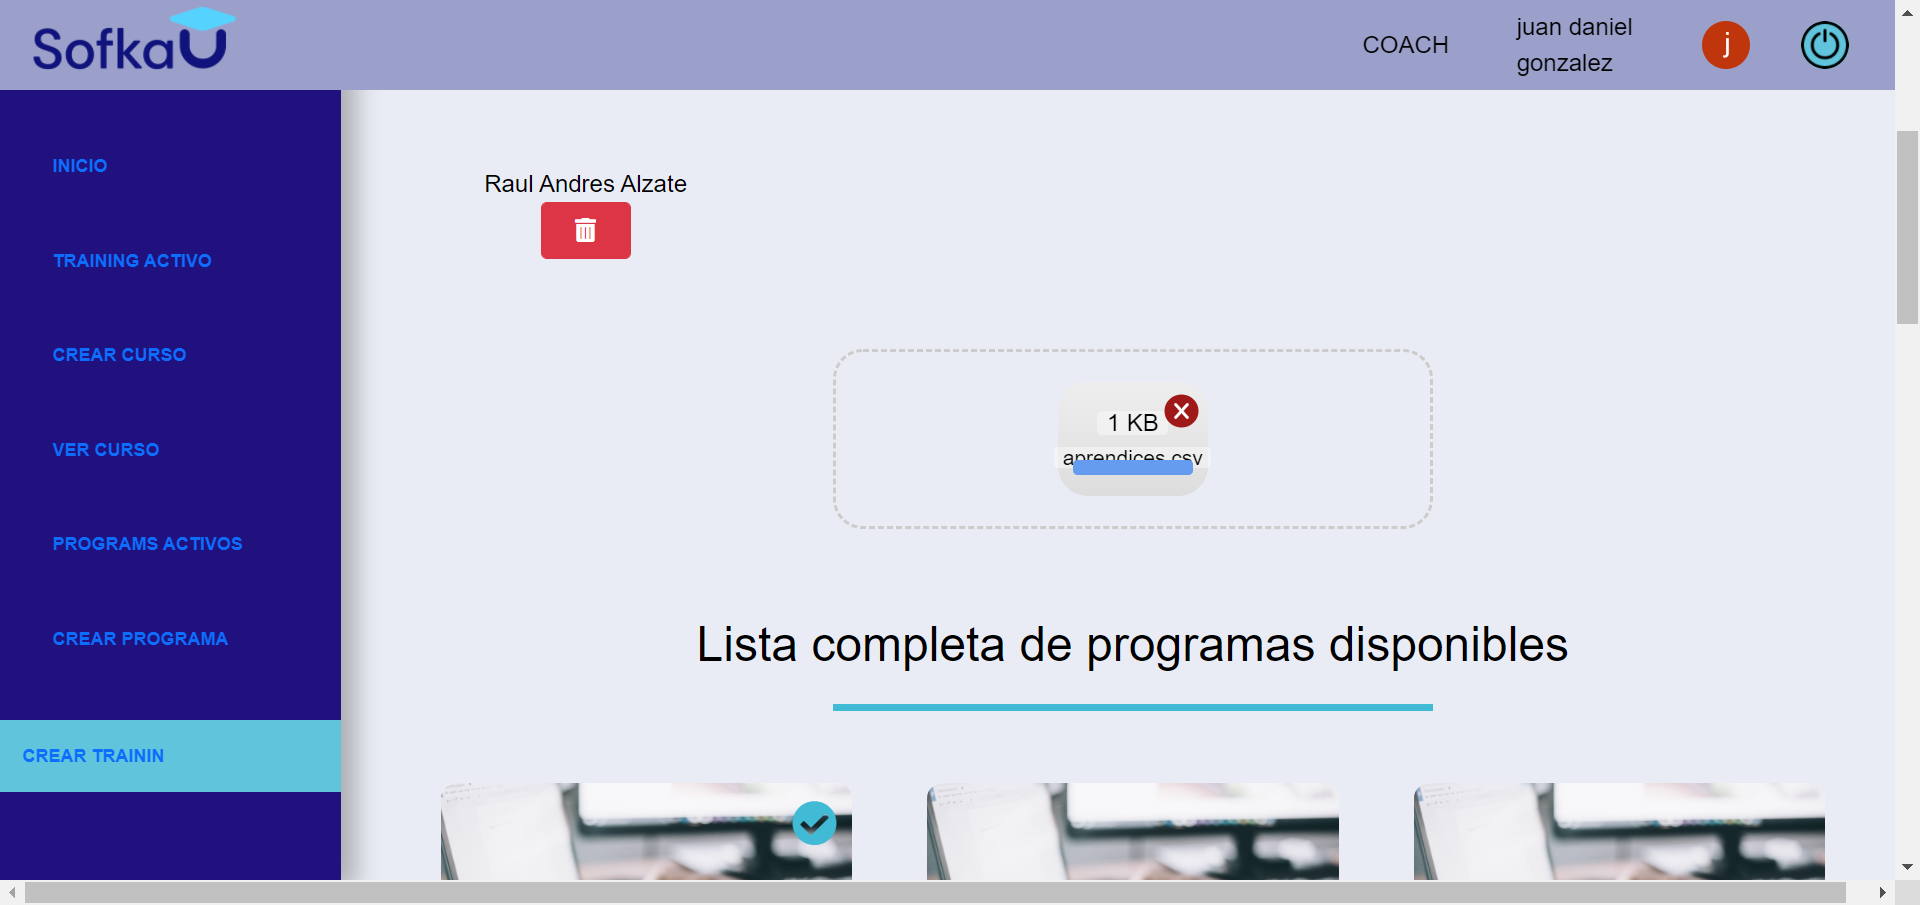 SofkaU
COACH
juan daniel
gonzalez
j
INICIO
TRAINING ACTIVO
CREAR CURSO
VER CURSO
PROGRAMS ACTIVOS
CREAR PROGRAMA
CREAR TRAININ
Raul Andres Alzate
1 KB
aprendices.csv
Lista completa de programas disponibles